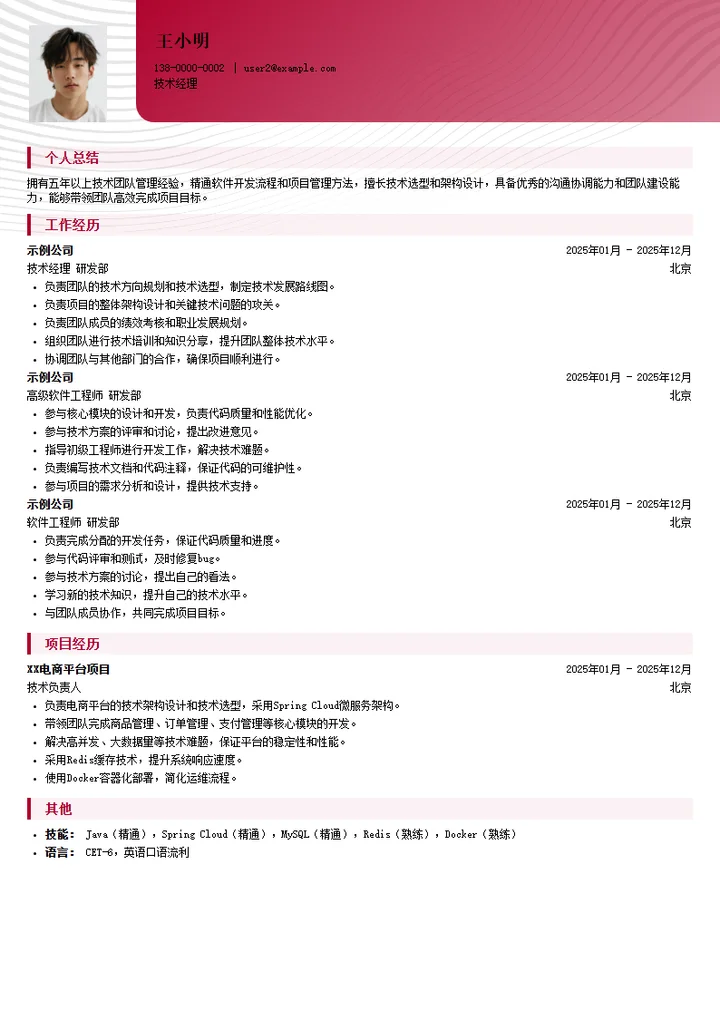 王小明
138-0000-0002 | user2@example.com
技术经理
个人总结
拥有五年以上技术团队管理经验，精通软件开发流程和项目管理方法，擅长技术选型和架构设计，具备优秀的沟通协调能力和团队建设能
力，能够带领团队高效完成项目目标。
工作经历
示例公司 2025年01月 - 2025年12月
技术经理 研发部 北京
• 负责团队的技术方向规划和技术选型，制定技术发展路线图。
• 负责项目的整体架构设计和关键技术问题的攻关。
• 负责团队成员的绩效考核和职业发展规划。
• 组织团队进行技术培训和知识分享，提升团队整体技术水平。
• 协调团队与其他部门的合作，确保项目顺利进行。
示例公司 2025年01月 - 2025年12月
高级软件工程师 研发部 北京
• 参与核心模块的设计和开发，负责代码质量和性能优化。
• 参与技术方案的评审和讨论，提出改进意见。
• 指导初级工程师进行开发工作，解决技术难题。
• 负责编写技术文档和代码注释，保证代码的可维护性。
• 参与项目的需求分析和设计，提供技术支持。
示例公司 2025年01月 - 2025年12月
软件工程师 研发部 北京
• 负责完成分配的开发任务，保证代码质量和进度。
• 参与代码评审和测试，及时修复bug。
• 参与技术方案的讨论，提出自己的看法。
• 学习新的技术知识，提升自己的技术水平。
• 与团队成员协作，共同完成项目目标。
项目经历
XX电商平台项目 2025年01月 - 2025年12月
技术负责人 北京
• 负责电商平台的技术架构设计和技术选型，采用Spring Cloud微服务架构。
• 带领团队完成商品管理、订单管理、支付管理等核心模块的开发。
• 解决高并发、大数据量等技术难题，保证平台的稳定性和性能。
• 采用Redis缓存技术，提升系统响应速度。
• 使用Docker容器化部署，简化运维流程。
其他
• 技能： Java（精通），Spring Cloud（精通），MySQL（精通），Redis（熟练），Docker（熟练）
• 语言： CET-6，英语口语流利